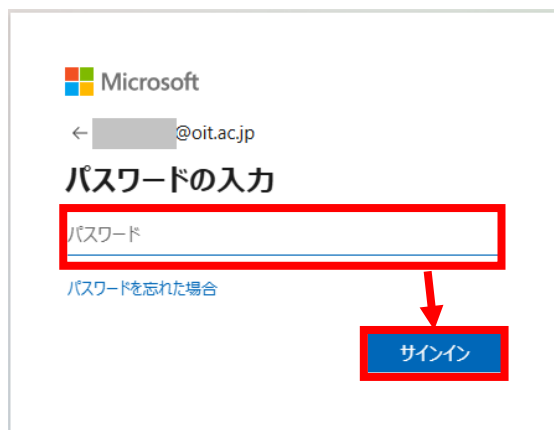 Microsoft
← @oit.ac.jp
パスワードの入力
パスワード
パスワードを忘れた場合
サインイン